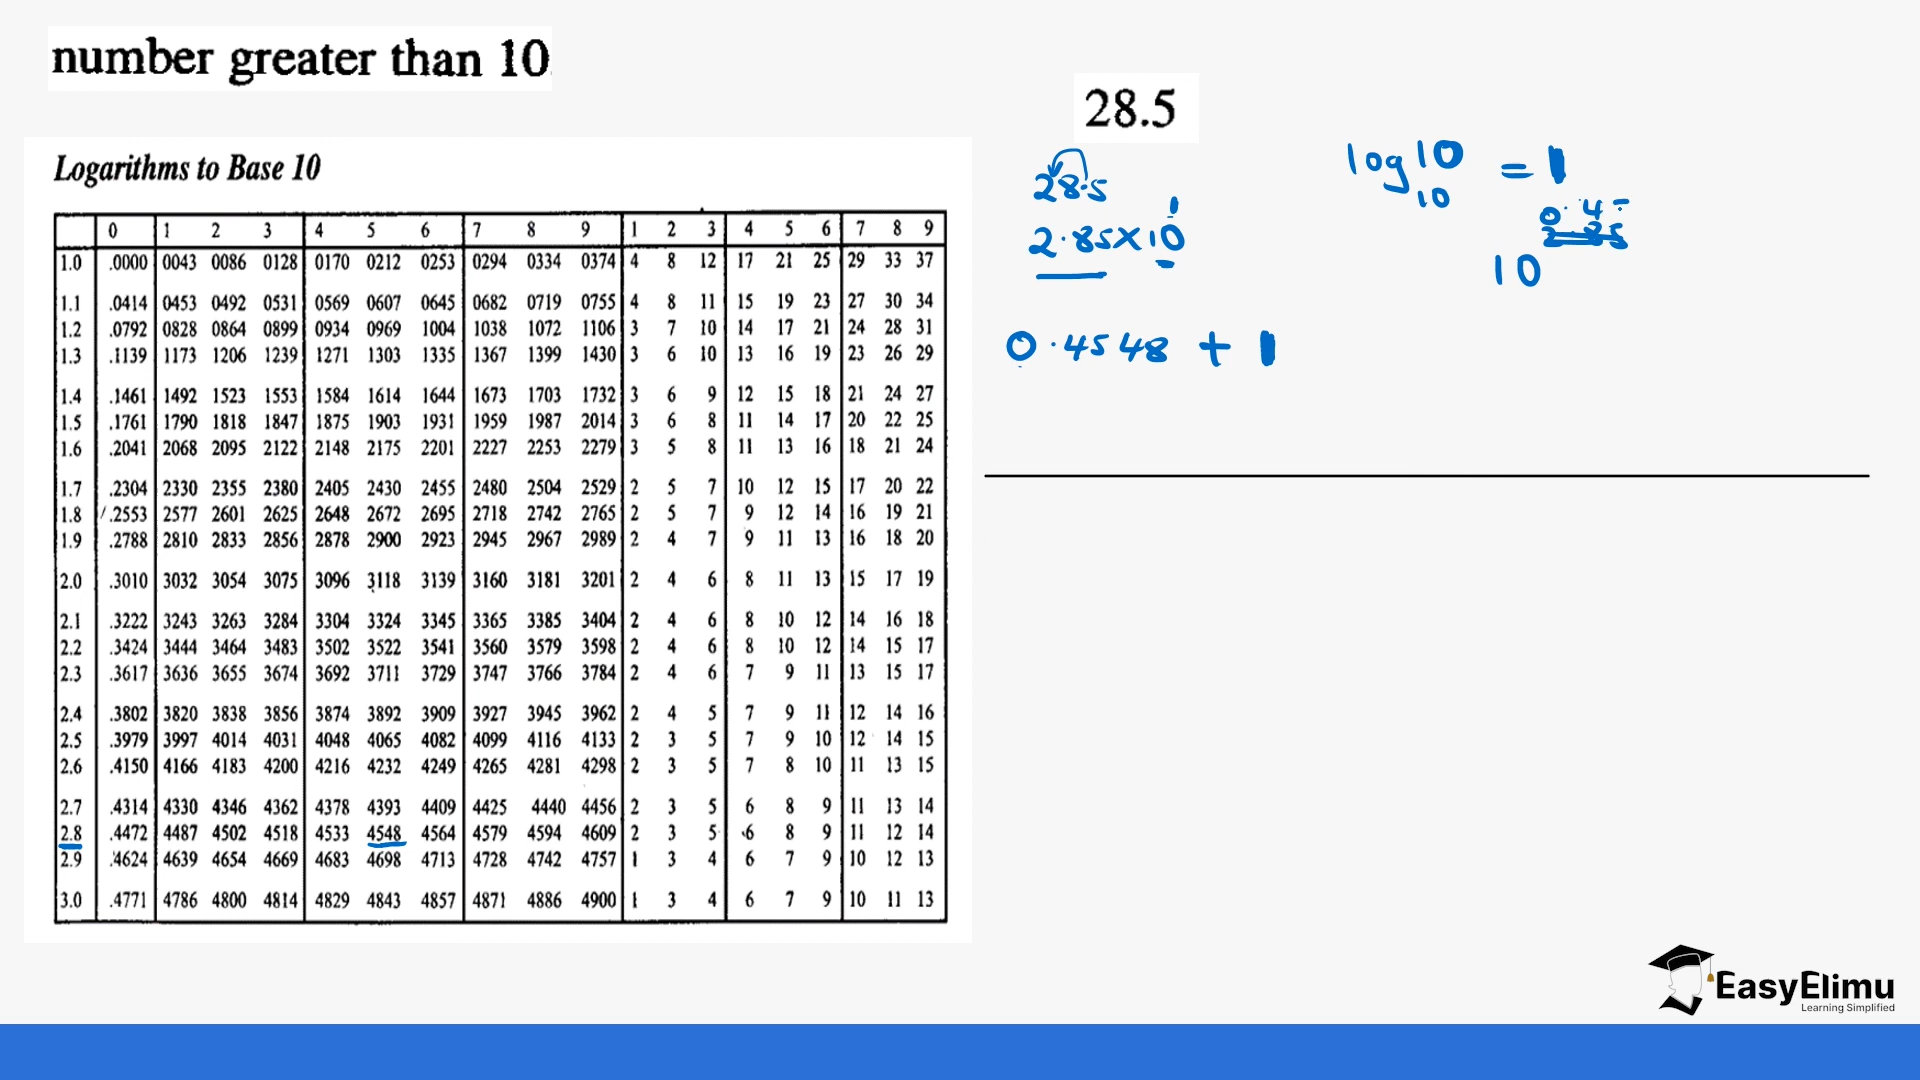 number greater than 10
28.5
Logarithms to Base 10
0 1 2 3 4 5 6 7 8 9 1 2 3 4 5 6 7 8 9
1.0 .0000 0043 0086 0128 0170 0212 0253 0294 0334 0374 4 8 12 17 21 25 29 33 37
1.1 .0414 0453 0492 0531 0569 0607 0645 0682 0719 0755 4 8 11 15 19 23 27 30 34
1.2 .0792 0828 0864 0899 0934 0969 1004 1038 1072 1106 3 7 10 14 17 21 24 28 31
1.3 .1139 1173 1206 1239 1271 1303 1335 1367 1399 1430 3 6 10 13 16 19 23 26 29
1.4 .1461 1492 1523 1553 1584 1614 1644 1673 1703 1732 3 6 9 12 15 18 21 24 27
1.5 .1761 1790 1818 1847 1875 1903 1931 1959 1987 2014 3 6 8 11 14 17 20 22 25
1.6 .2041 2068 2095 2122 2148 2175 2201 2227 2253 2279 3 5 8 11 13 16 18 21 24
1.7 .2304 2330 2355 2380 2405 2430 2455 2480 2504 2529 2 5 7 10 12 15 17 20 22
1.8 .2553 2577 2601 2625 2648 2672 2695 2718 2742 2765 2 5 7 9 12 14 16 19 21
1.9 .2788 2810 2833 2856 2878 2900 2923 2945 2967 2989 2 4 7 9 11 13 16 18 20
2.0 .3010 3032 3054 3075 3096 3118 3139 3160 3181 3201 2 4 6 8 11 13 15 17 19
2.1 .3222 3243 3263 3284 3304 3324 3345 3365 3385 3404 2 4 6 8 10 12 14 16 18
2.2 .3424 3444 3464 3483 3502 3522 3541 3560 3579 3598 2 4 6 8 10 12 14 15 17
2.3 .3617 3636 3655 3674 3692 3711 3729 3747 3766 3784 2 4 6 7 9 11 13 15 17
2.4 .3802 3820 3838 3856 3874 3892 3909 3927 3945 3962 2 4 5 7 9 11 12 14 16
2.5 .3979 3997 4014 4031 4048 4065 4082 4099 4116 4133 2 3 5 7 9 10 12 14 15
2.6 .4150 4166 4183 4200 4216 4232 4249 4265 4281 4298 2 3 5 7 8 10 11 13 15
2.7 .4314 4330 4346 4362 4378 4393 4409 4425 4440 4456 2 3 5 6 8 9 11 13 14
2.8 .4472 4487 4502 4518 4533 4548 4564 4579 4594 4609 2 3 5 6 8 9 11 12 14
2.9 .4624 4639 4654 4669 4683 4698 4713 4728 4742 4757 1 3 4 6 7 9 10 12 13
3.0 .4771 4786 4800 4814 4829 4843 4857 4871 4886 4900 1 3 4 6 7 9 10 11 13
28.5
2.85×10¹
0.4548 + 1
log₁₀10 = 1
10
EasyElimu
Learning Simplified